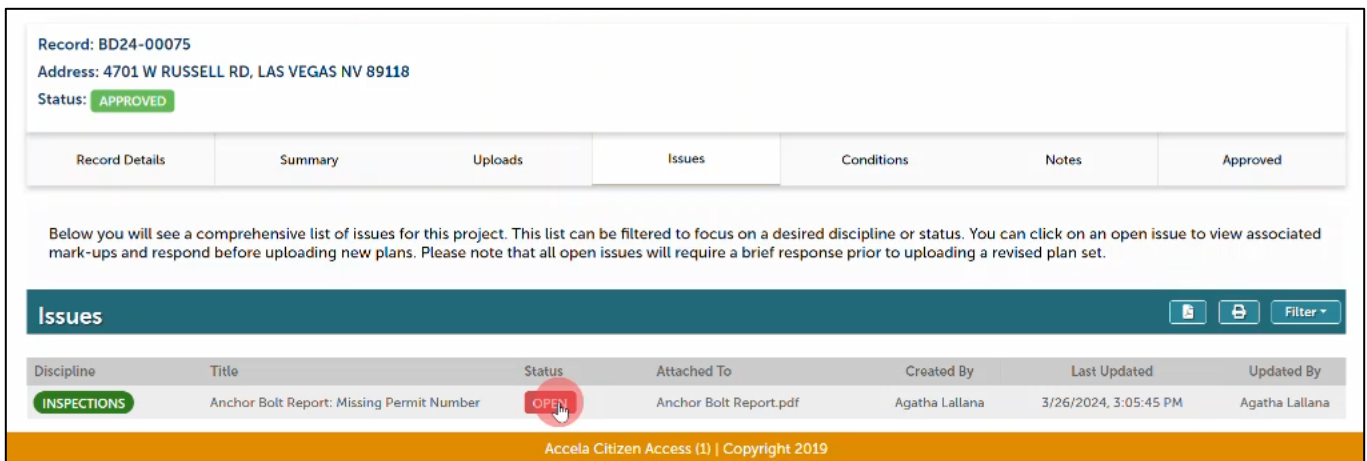 Record: BD24-00075
Address: 4701 W RUSSELL RD, LAS VEGAS NV 89118
Status: APPROVED
Record Details Summary Uploads Issues Conditions Notes Approved
Below you will see a comprehensive list of issues for this project. This list can be filtered to focus on a desired discipline or status. You can click on an open issue to view associated
mark-ups and respond before uploading new plans. Please note that all open issues will require a brief response prior to uploading a revised plan set.
Issues Filter
Discipline Title Status Attached To Created By Last Updated Updated By
INSPECTIONS Anchor Bolt Report: Missing Permit Number OPEN Anchor Bolt Report.pdf Agatha Lallana 3/26/2024, 3:05:45 PM Agatha Lallana
Accela Citizen Access (1) | Copyright 2019